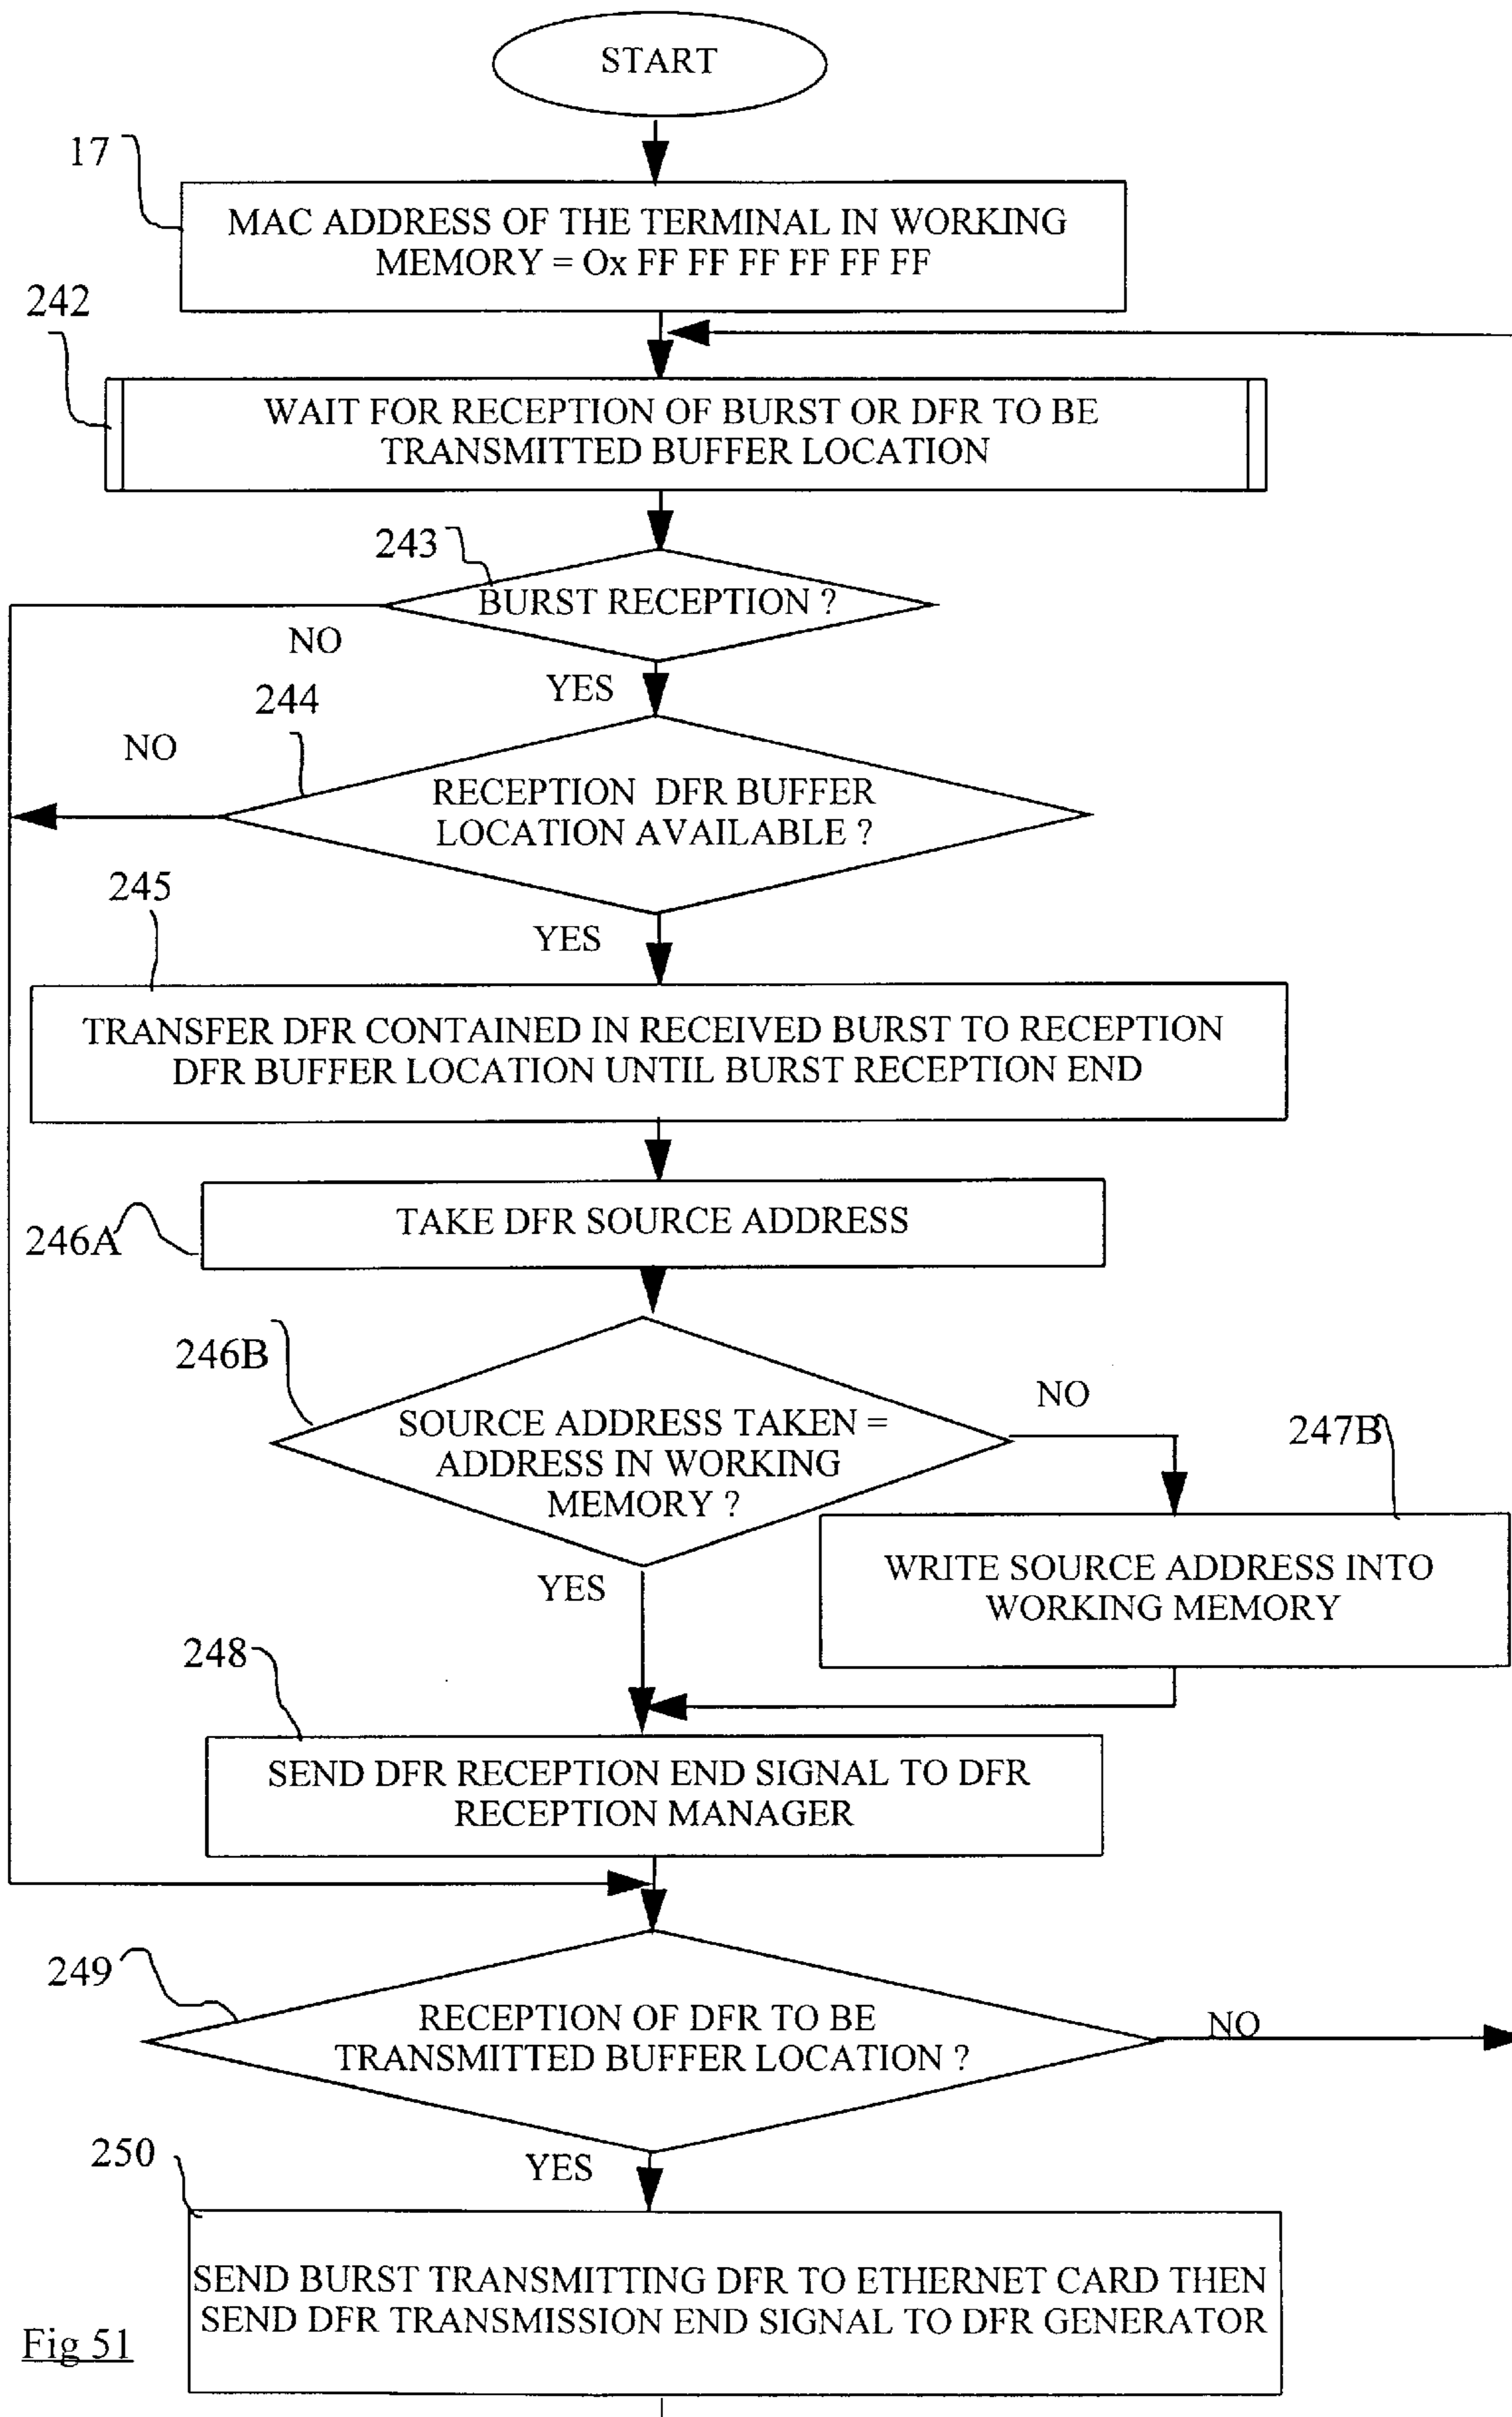 START
17
MAC ADDRESS OF THE TERMINAL IN WORKING
MEMORY = Ox FF FF FF FF FF FF
242
WAIT FOR RECEPTION OF BURST OR DFR TO BE
TRANSMITTED BUFFER LOCATION
243
BURST RECEPTION ?
NO
YES
244
NO
RECEPTION DFR BUFFER
LOCATION AVAILABLE ?
245
YES
TRANSFER DFR CONTAINED IN RECEIVED BURST TO RECEPTION
DFR BUFFER LOCATION UNTIL BURST RECEPTION END
246A
TAKE DFR SOURCE ADDRESS
246B
NO
SOURCE ADDRESS TAKEN =
ADDRESS IN WORKING
MEMORY ?
247B
YES
WRITE SOURCE ADDRESS INTO
WORKING MEMORY
248
SEND DFR RECEPTION END SIGNAL TO DFR
RECEPTION MANAGER
249
RECEPTION OF DFR TO BE
TRANSMITTED BUFFER LOCATION ?
NO
250
YES
SEND BURST TRANSMITTING DFR TO ETHERNET CARD THEN
SEND DFR TRANSMISSION END SIGNAL TO DFR GENERATOR
Fig 51